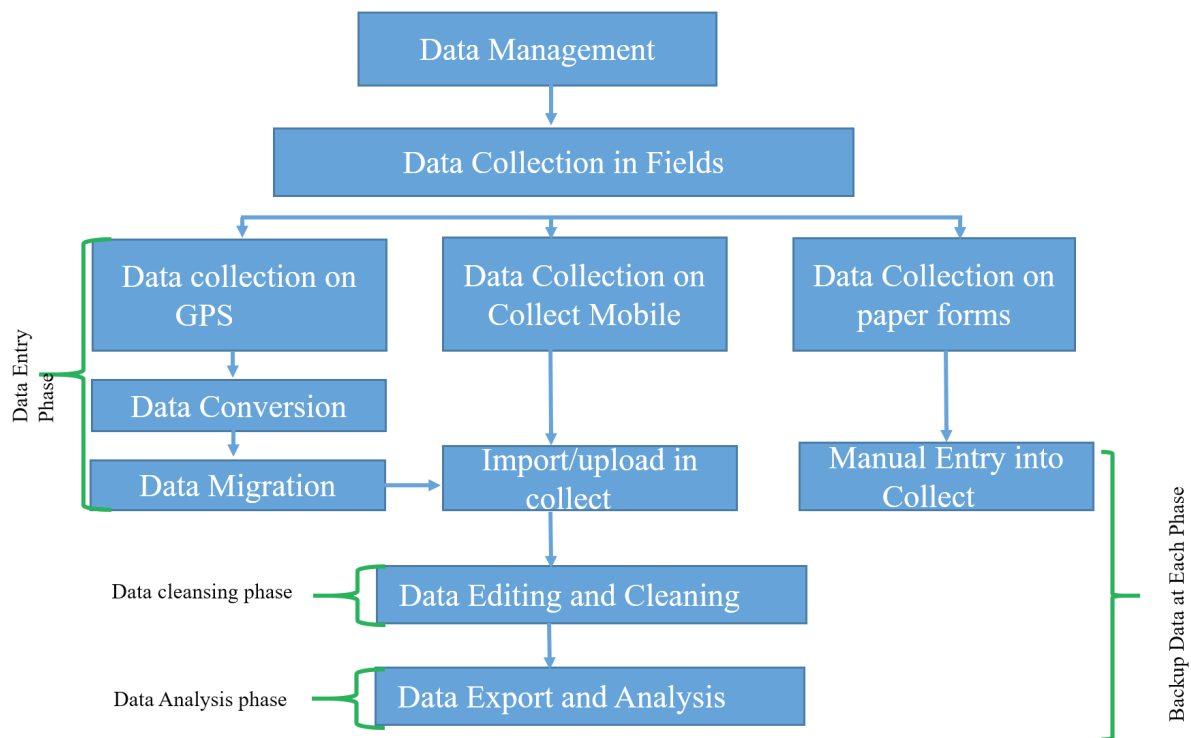 Data Management
Data Collection in Fields
Data collection on
GPS
Data Collection on
Collect Mobile
Data Collection on
paper forms
Data Entry
Phase
Data Conversion
Data Migration
Import/upload in
collect
Manual Entry into
Collect
Data cleansing phase
Data Editing and Cleaning
Data Analysis phase
Data Export and Analysis
Backup Data at Each Phase